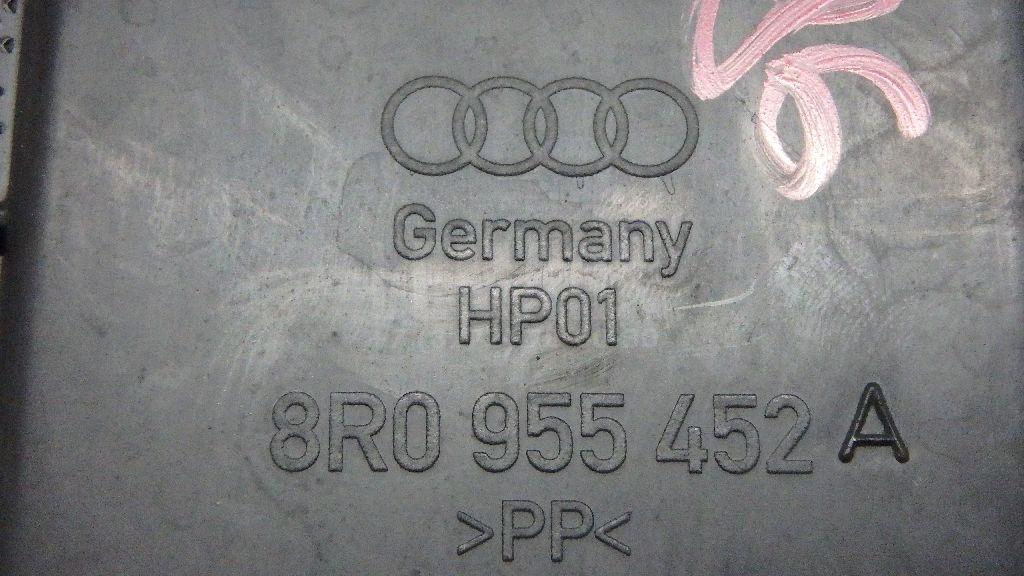 Germany
HP01
8R0 955 452 A
>PP<